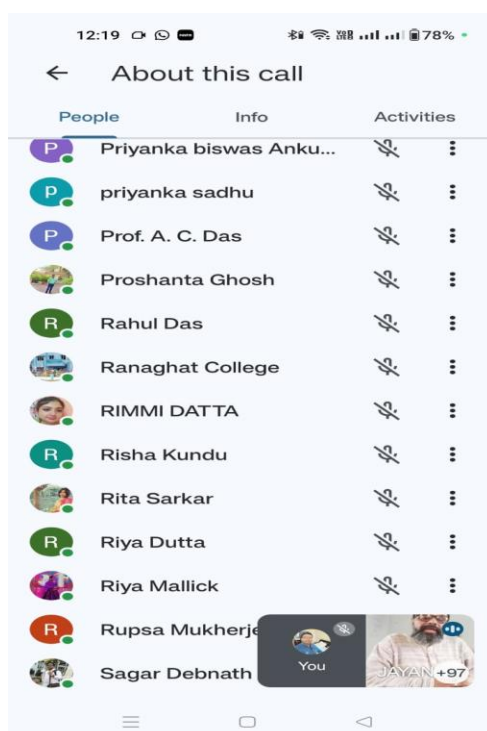 12:19 78%
About this call
People Info Activities
P Priyanka biswas Anku...
p priyanka sadhu
P Prof. A. C. Das
Proshanta Ghosh
R Rahul Das
Ranaghat College
RIMMI DATTA
R Risha Kundu
Rita Sarkar
R Riya Dutta
Riya Mallick
R Rupsa Mukherje
Sagar Debnath
You JAYAN +97